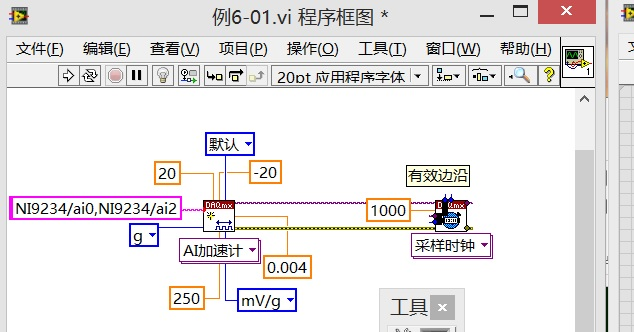 例6-01.vi 程序框图 *
文件(F) 编辑(E) 查看(V) 项目(P) 操作(O) 工具(T) 窗口(W) 帮助(H)
20pt 应用程序字体
1
默认
20
-20
有效边沿
NI9234/ai0,NI9234/ai2
DAQmx
1000
g
AI加速计
采样时钟
0.004
250
mV/g
工具